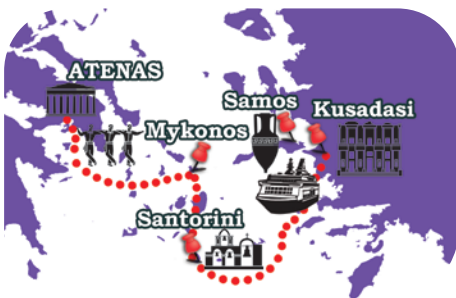 ATENAS
Samos
Kusadasi
Mykonos
Santorini